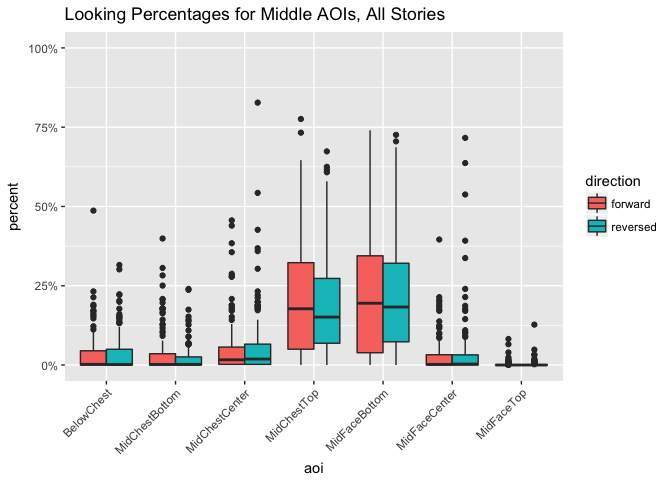 Looking Percentages for Middle AOIs, All Stories
100%
75%
50%
25%
0%
percent
BelowChest
MidChestBottom
MidChestCenter
MidChestTop
MidFaceBottom
MidFaceCenter
MidFaceTop
aoi
direction
forward
reversed